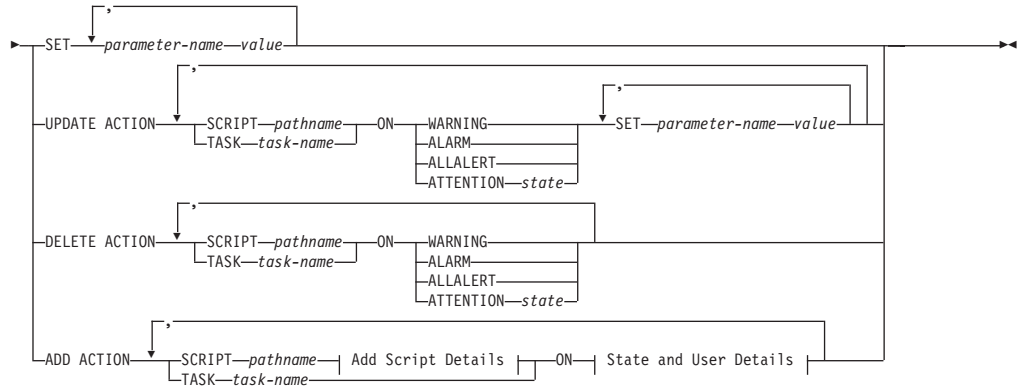 ,
SET parameter-name value
,
,
UPDATE ACTION SCRIPT pathname ON WARNING SET parameter-name value
TASK task-name ALARM
ALLALERT
ATTENTION state
,
DELETE ACTION SCRIPT pathname ON WARNING
TASK task-name ALARM
ALLALERT
ATTENTION state
,
ADD ACTION SCRIPT pathname Add Script Details ON State and User Details
TASK task-name